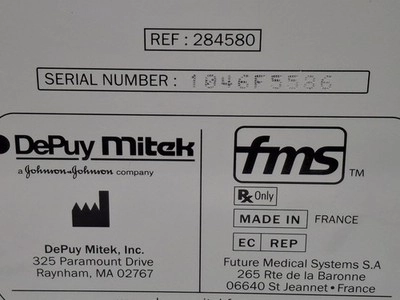 REF : 284580
SERIAL NUMBER : 1046F5586
DePuy Mitek
a Johnson & Johnson company
DePuy Mitek, Inc.
325 Paramount Drive
Raynham, MA 02767
fms TM
Rx Only
MADE IN FRANCE
EC REP
Future Medical Systems S.A
265 Rte de la Baronne
06640 St Jeannet • France